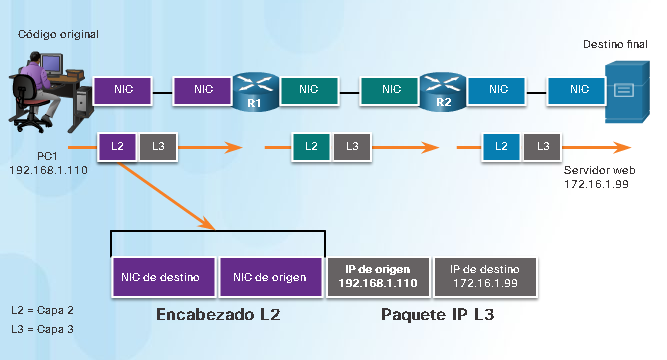 Código original
Destino final
NIC
NIC
R1
NIC
NIC
R2
NIC
NIC
L2
L3
L2
L3
L2
L3
PC1
192.168.1.110
Servidor web
172.16.1.99
NIC de destino
NIC de origen
IP de origen
192.168.1.110
IP de destino
172.16.1.99
L2 = Capa 2
Encabezado L2
Paquete IP L3
L3 = Capa 3